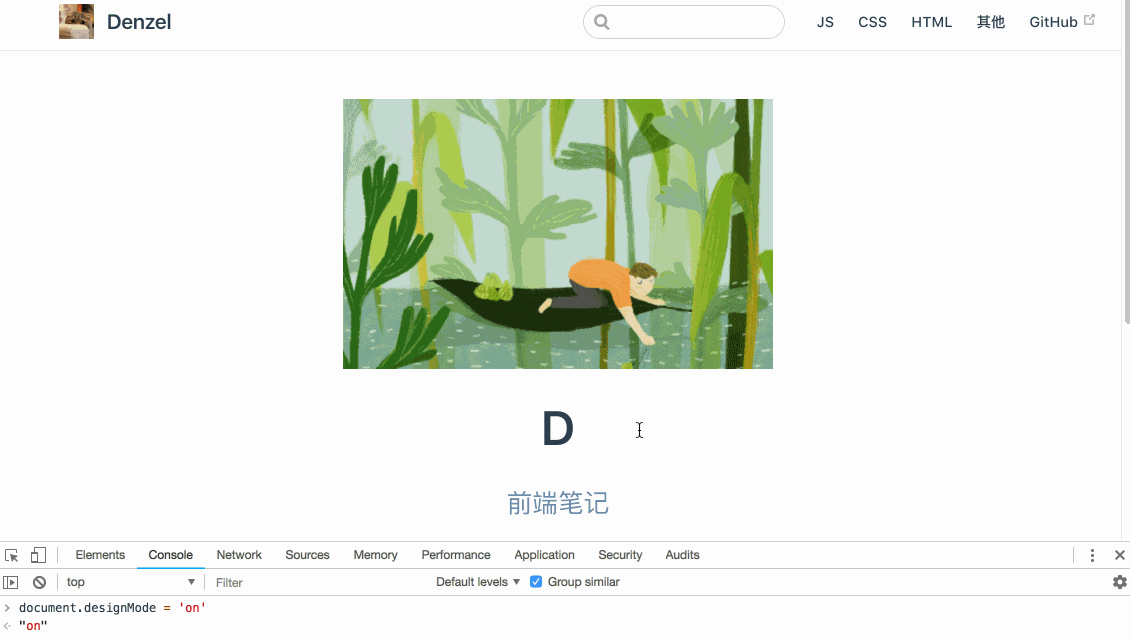 Denzel
JS CSS HTML 其他 GitHub
D
前端笔记
Elements Console Network Sources Memory Performance Application Security Audits
top Filter Default levels Group similar
document.designMode = 'on'
"on"